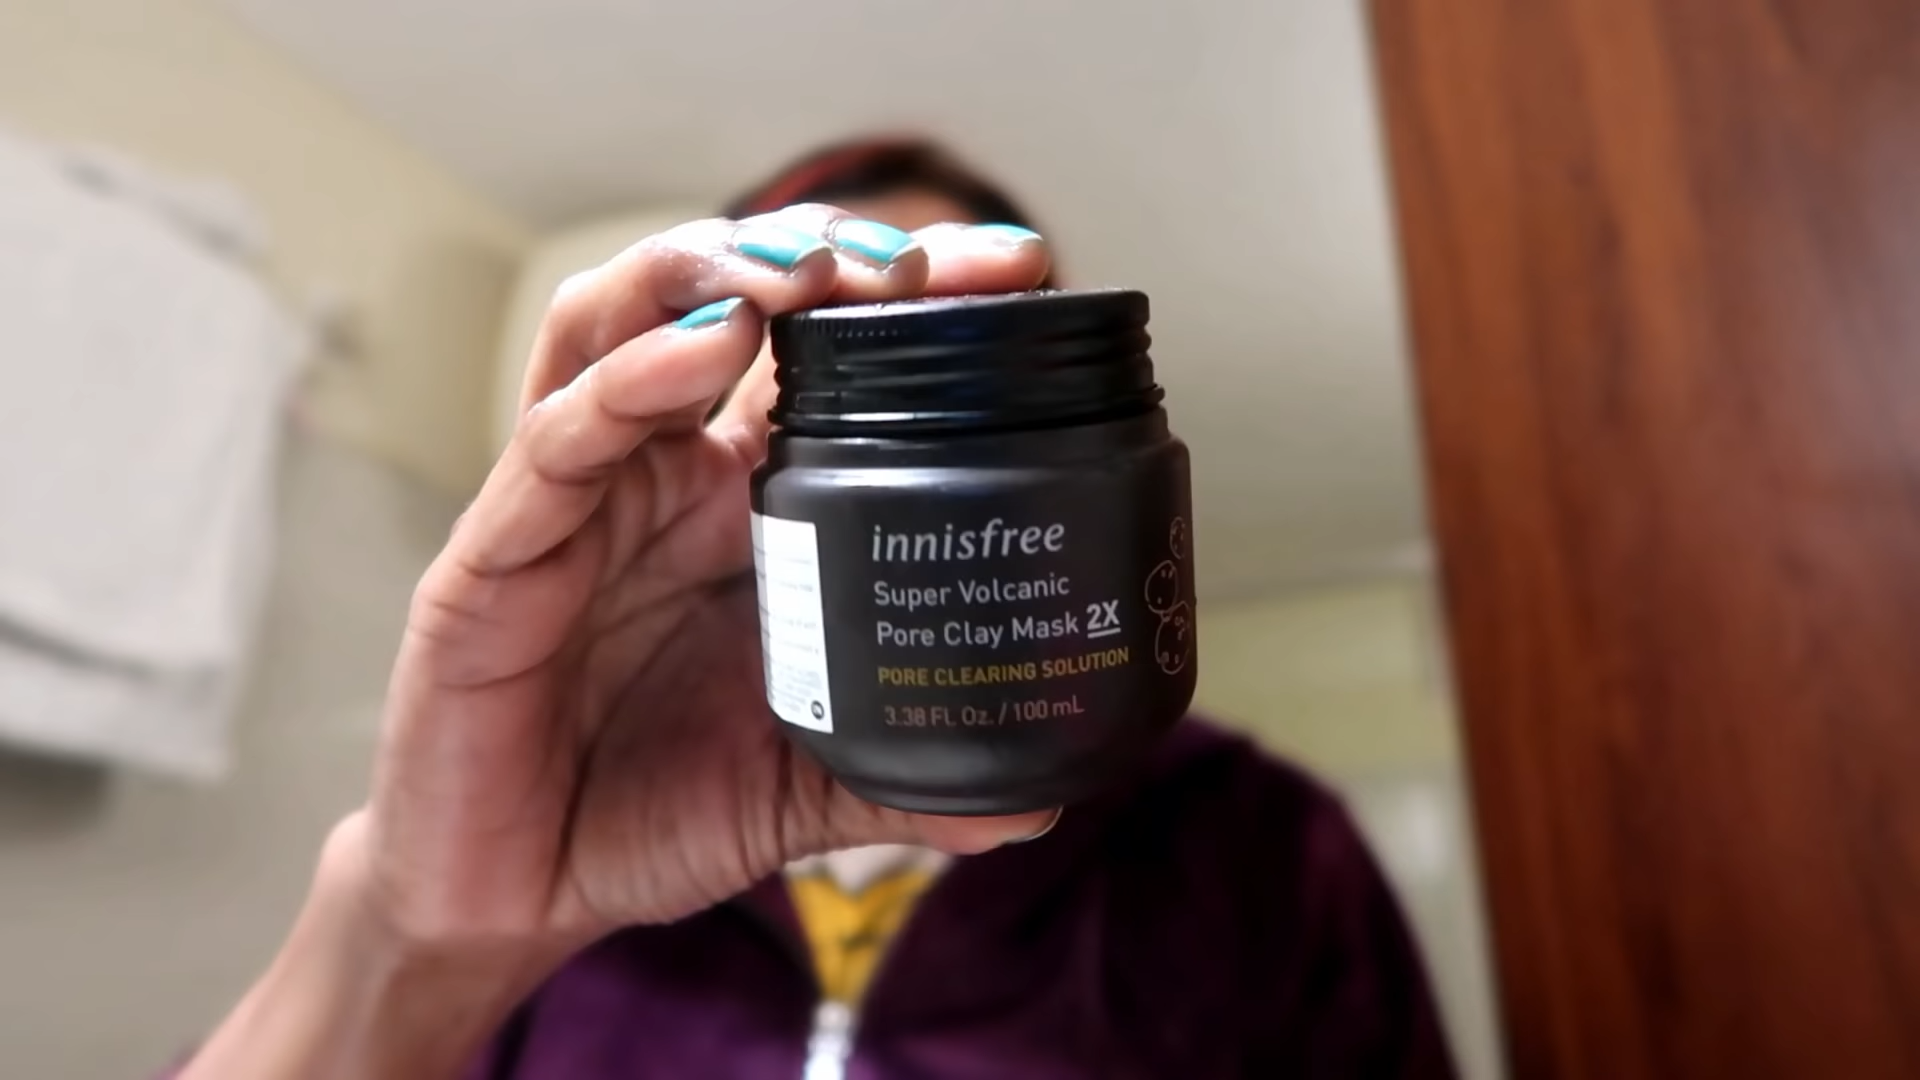 innisfree
Super Volcanic
Pore Clay Mask 2X
PORE CLEARING SOLUTION
3.38 FL Oz. / 100 mL